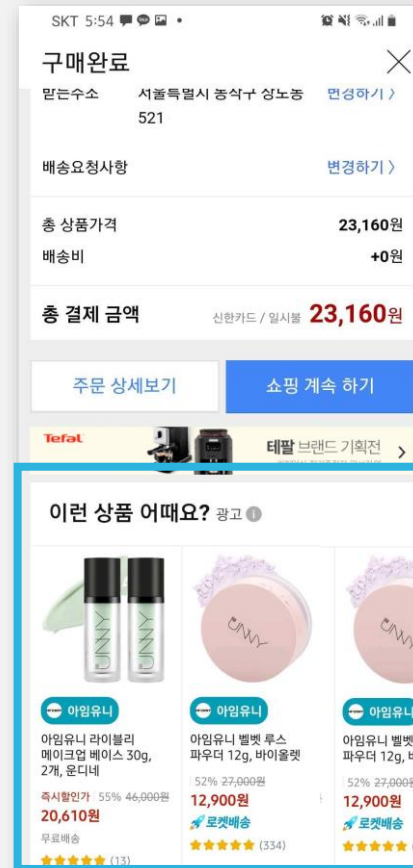 SKT 5:54
구매완료
받는주소 서울특별시 동작구 상도동 변경하기 〉
521
배송요청사항 변경하기 〉
총 상품가격 23,160원
배송비 +0원
총 결제 금액 신한카드 / 일시불 23,160원
주문 상세보기 쇼핑 계속 하기
Tefal 테팔 브랜드 기획전
이런 상품 어때요? 광고
UNNY UNNY UNNY UNNY
아임유니 아임유니 아임유니
아임유니 라이블리 아임유니 벨벳 루스 아임유니 벨벳
메이크업 베이스 30g, 파우더 12g, 바이올렛 파우더 12g,
2개, 운디네
52% 27,000원 52% 27,000원
즉시할인가 55% 46,000원 12,900원 12,900원
20,610원 로켓배송 로켓배송
무료배송 (334)
(13)